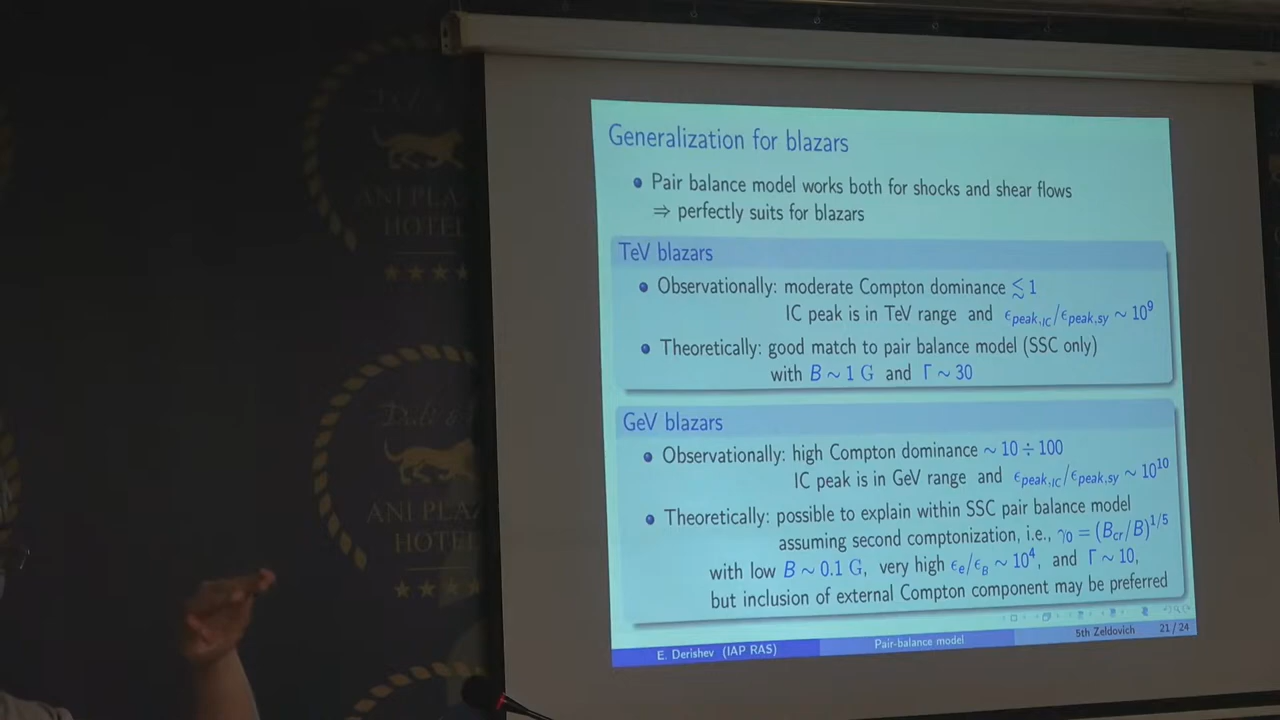 Generalization for blazars
Pair balance model works both for shocks and shear flows
⇒ perfectly suits for blazars
TeV blazars
Observationally: moderate Compton dominance ≲ 1
IC peak is in TeV range and ϵpeak,IC/ϵpeak,sy ∼ 10⁹
Theoretically: good match to pair balance model (SSC only)
with B ∼ 1 G and Γ ∼ 30
GeV blazars
Observationally: high Compton dominance ∼ 10 ÷ 100
IC peak is in GeV range and ϵpeak,IC/ϵpeak,sy ∼ 10¹⁰
Theoretically: possible to explain within SSC pair balance model
assuming second comptonization, i.e., γ₀ = (Bcr/B)^1/5
with low B ∼ 0.1 G, very high ϵe/ϵB ∼ 10⁴, and Γ ∼ 10,
but inclusion of external Compton component may be preferred
E. Derishev (IAP RAS)
Pair-balance model
5th Zeldovich
21 / 24
ANI PLA
HOTEL
ANI PLAZ
HOTE